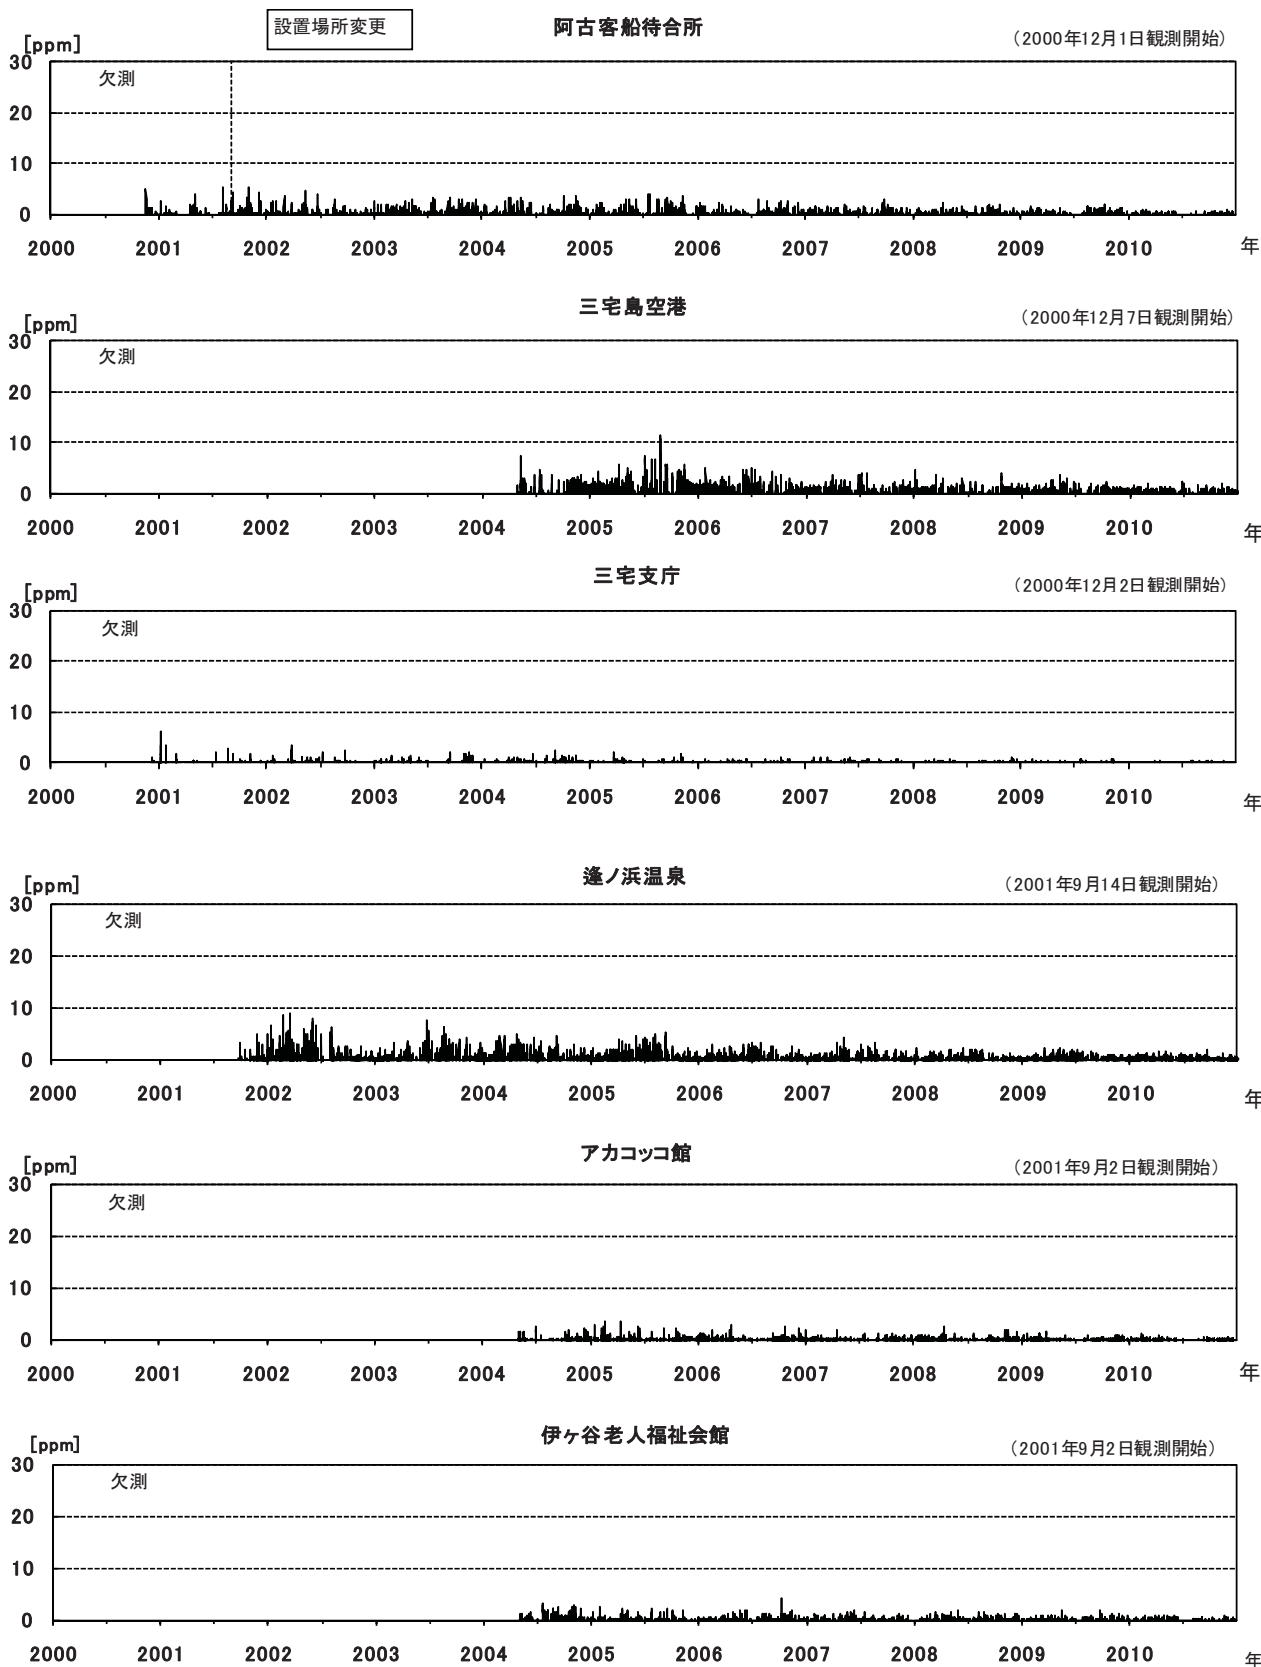 設置場所変更
阿古客船待合所
（2000年12月1日観測開始）
[ppm]
30
欠測
20
10
0
2000 2001 2002 2003 2004 2005 2006 2007 2008 2009 2010 年
三宅島空港
（2000年12月7日観測開始）
[ppm]
30
欠測
20
10
0
2000 2001 2002 2003 2004 2005 2006 2007 2008 2009 2010 年
三宅支庁
（2000年12月2日観測開始）
[ppm]
30
欠測
20
10
0
2000 2001 2002 2003 2004 2005 2006 2007 2008 2009 2010 年
逢ノ浜温泉
（2001年9月14日観測開始）
[ppm]
30
欠測
20
10
0
2000 2001 2002 2003 2004 2005 2006 2007 2008 2009 2010 年
アカコッコ館
（2001年9月2日観測開始）
[ppm]
30
欠測
20
10
0
2000 2001 2002 2003 2004 2005 2006 2007 2008 2009 2010 年
伊ヶ谷老人福祉会館
（2001年9月2日観測開始）
[ppm]
30
欠測
20
10
0
2000 2001 2002 2003 2004 2005 2006 2007 2008 2009 2010 年